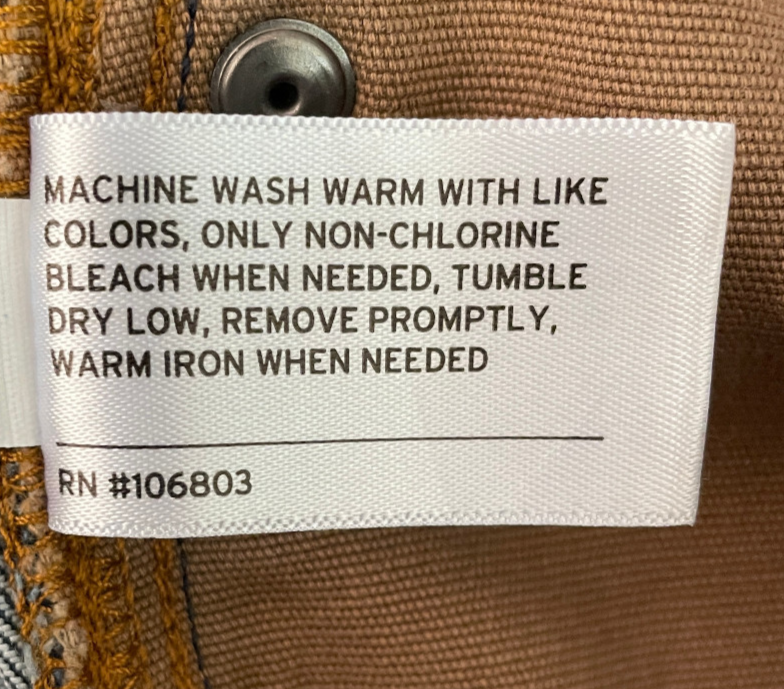 MACHINE WASH WARM WITH LIKE
COLORS, ONLY NON-CHLORINE
BLEACH WHEN NEEDED, TUMBLE
DRY LOW, REMOVE PROMPTLY,
WARM IRON WHEN NEEDED
RN #106803